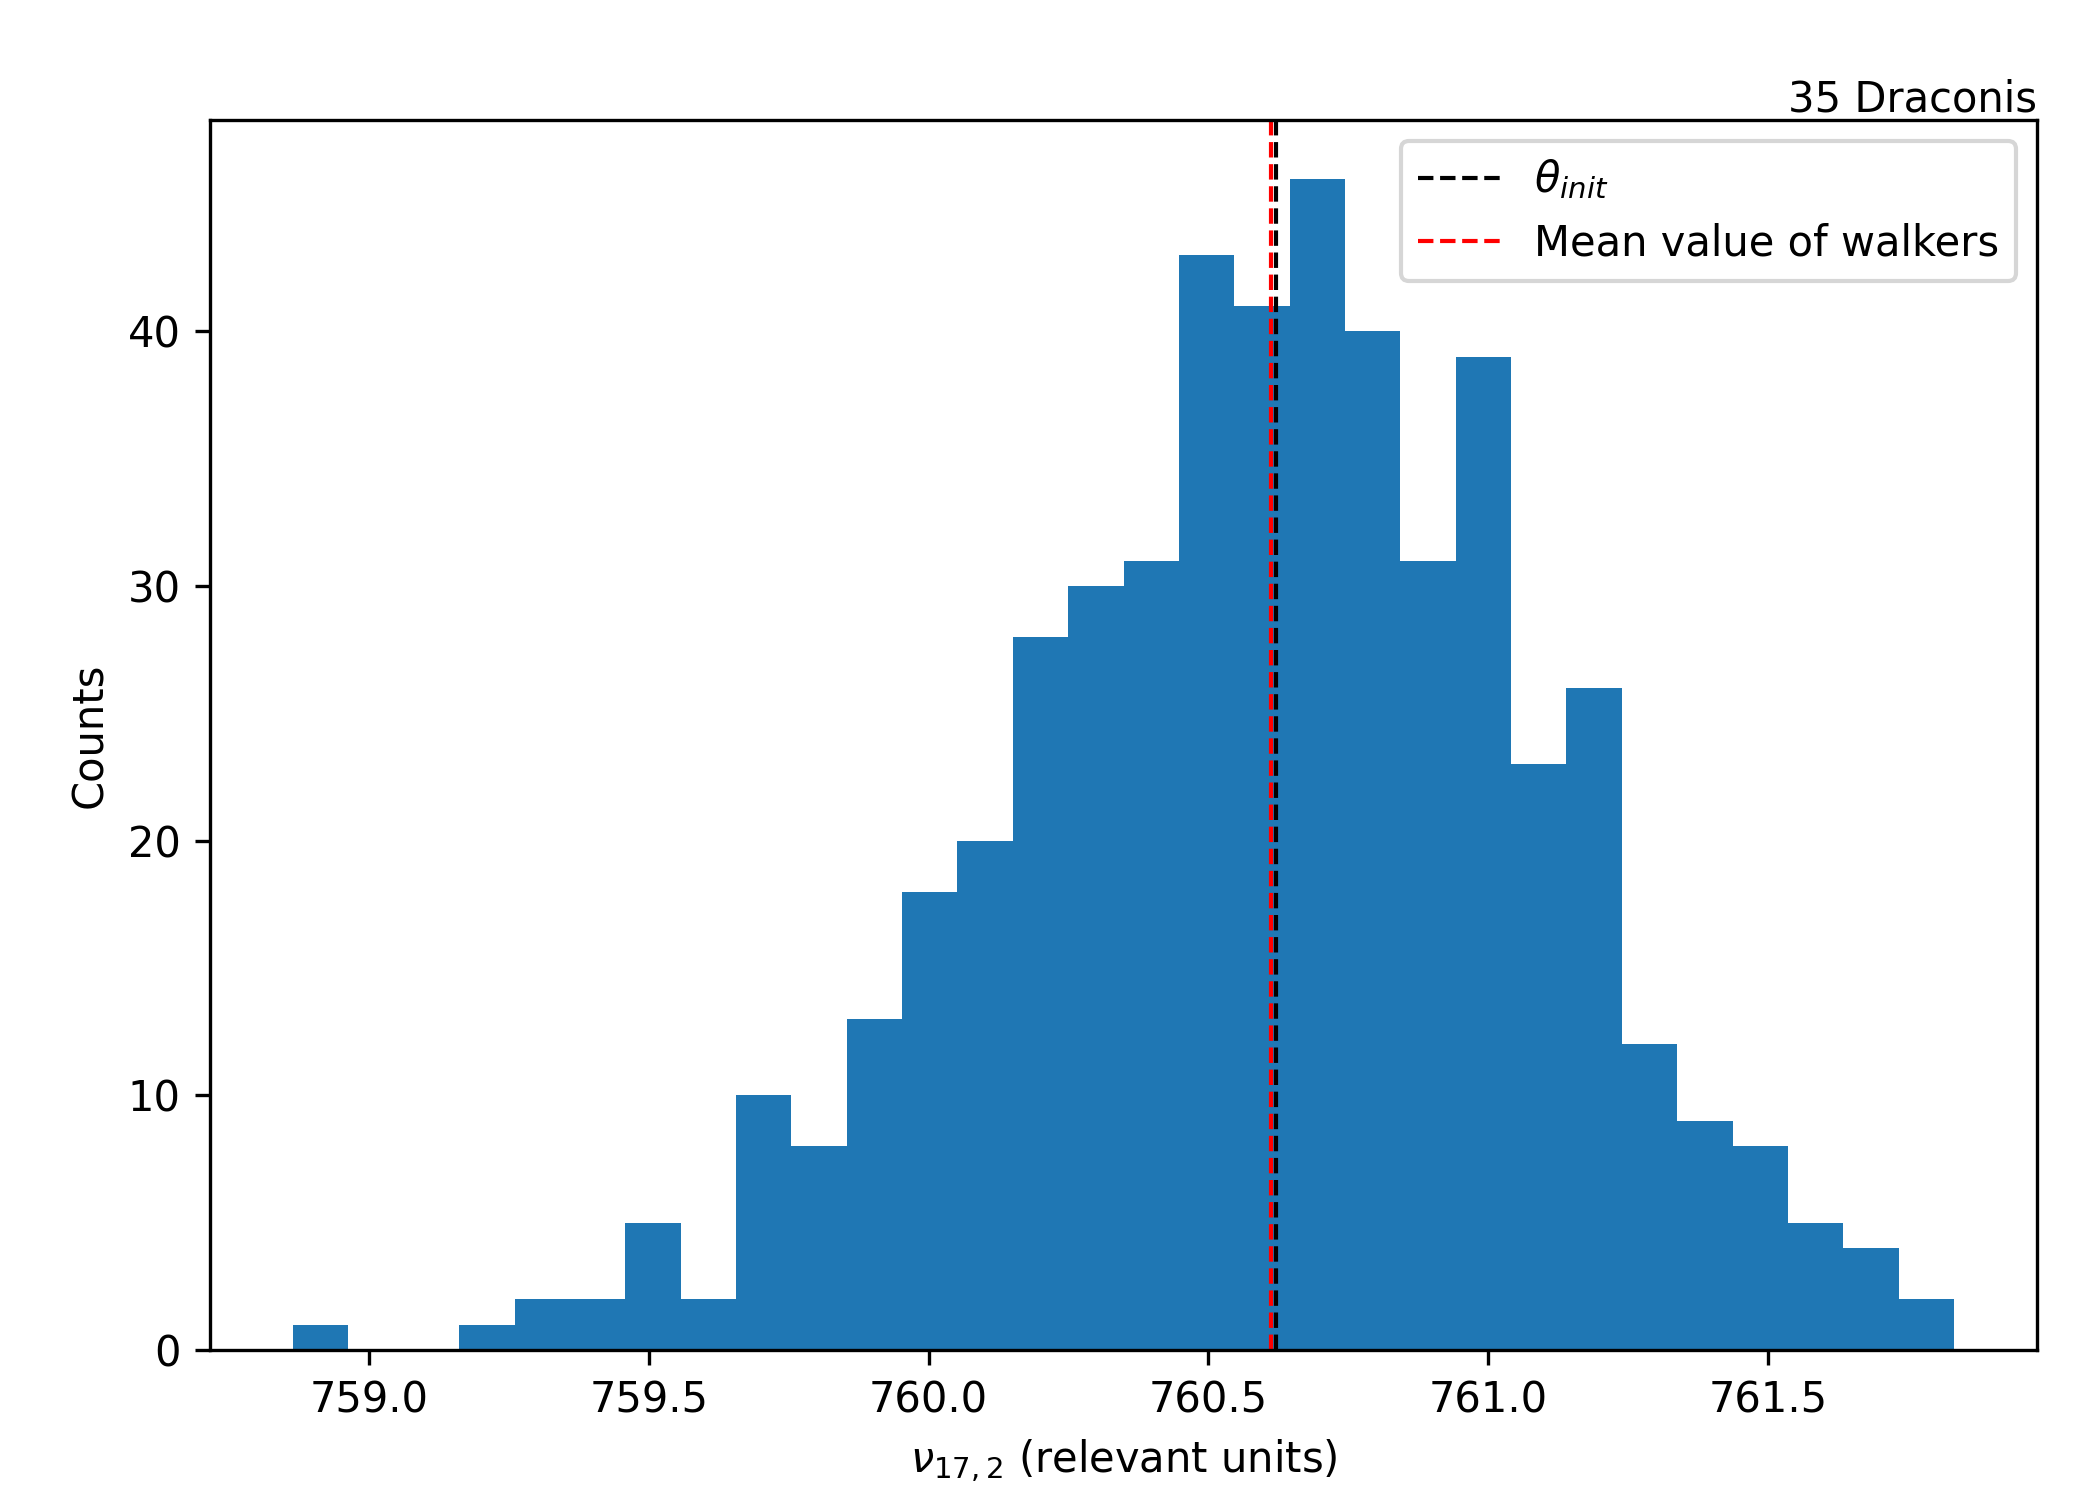 35 Draconis
θ_init
Mean value of walkers
Counts
40
30
20
10
0
759.0 759.5 760.0 760.5 761.0 761.5
ν_17,2 (relevant units)